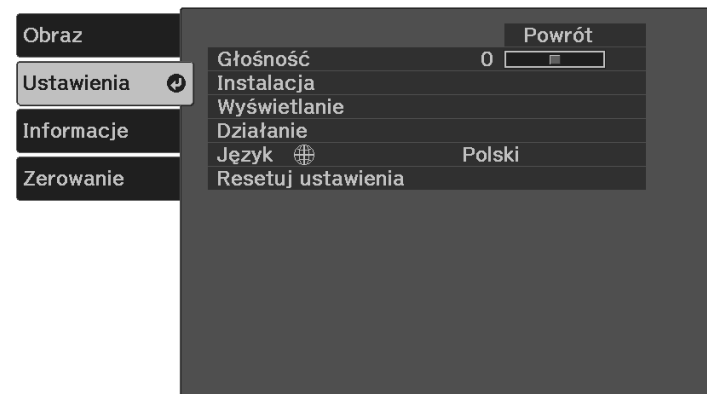 Obraz
Ustawienia
Informacje
Zerowanie
Powrót
Głośność 0
Instalacja
Wyświetlanie
Działanie
Język Polski
Resetuj ustawienia